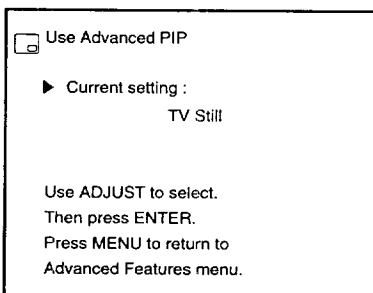 Use Advanced PIP
▶ Current setting :
TV Still
Use ADJUST to select.
Then press ENTER.
Press MENU to return to
Advanced Features menu.